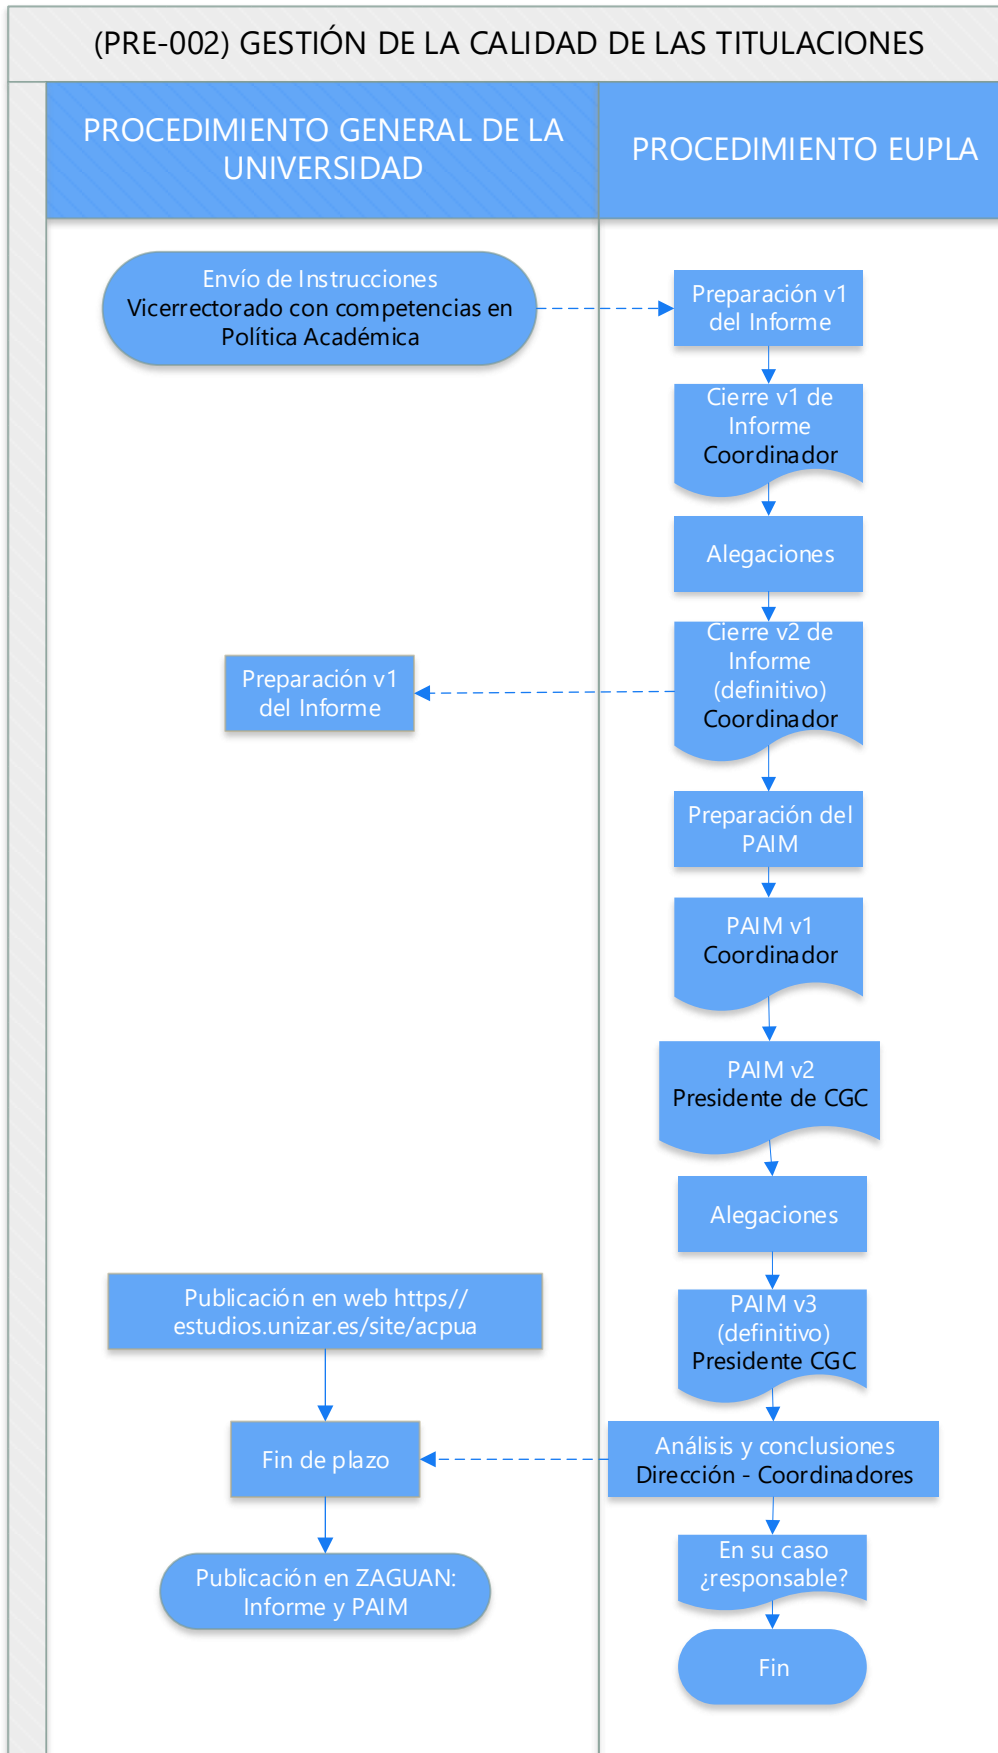 (PRE-002) GESTIÓN DE LA CALIDAD DE LAS TITULACIONES
PROCEDIMIENTO GENERAL DE LA
UNIVERSIDAD
PROCEDIMIENTO EUPLA
Envío de Instrucciones
Vicerrectorado con competencias en
Política Académica
Preparación v1
del Informe
Cierre v1 de
Informe
Coordinador
Alegaciones
Cierre v2 de
Informe
(definitivo)
Coordinador
Preparación v1
del Informe
Preparación del
PAIM
PAIM v1
Coordinador
PAIM v2
Presidente de CGC
Alegaciones
PAIM v3
(definitivo)
Presidente CGC
Publicación en web https//
estudios.unizar.es/site/acpua
Fin de plazo
Análisis y conclusiones
Dirección - Coordinadores
Publicación en ZAGUAN:
Informe y PAIM
En su caso
¿responsable?
Fin